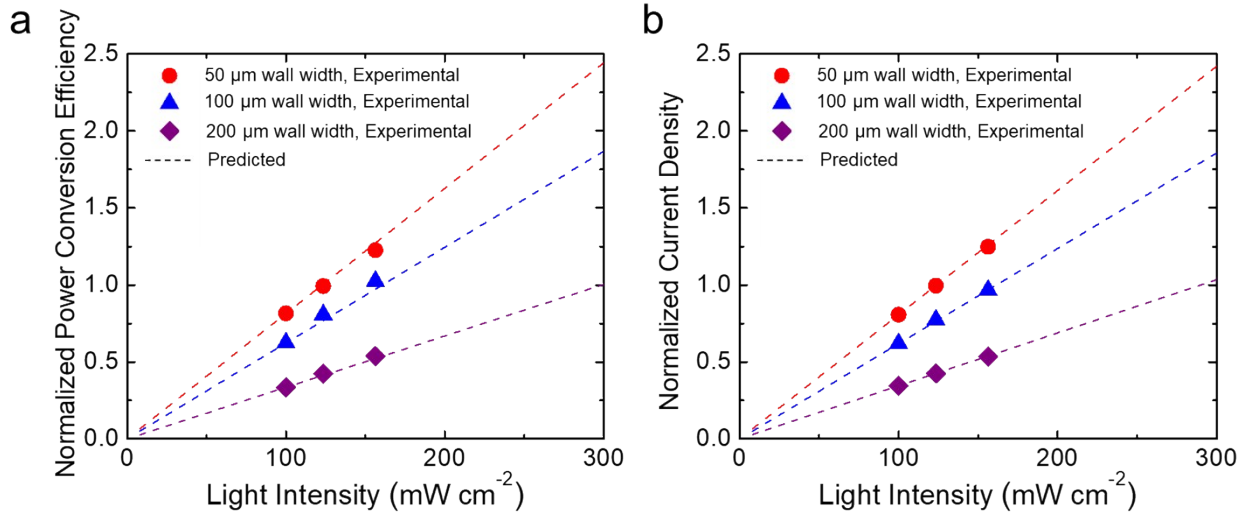 a
Normalized Power Conversion Efficiency
2.5
2.0
1.5
1.0
0.5
0.0
50 µm wall width, Experimental
100 µm wall width, Experimental
200 µm wall width, Experimental
Predicted
0
100
200
300
Light Intensity (mW cm⁻²)
b
Normalized Current Density
2.5
2.0
1.5
1.0
0.5
0.0
50 µm wall width, Experimental
100 µm wall width, Experimental
200 µm wall width, Experimental
Predicted
0
100
200
300
Light Intensity (mW cm⁻²)